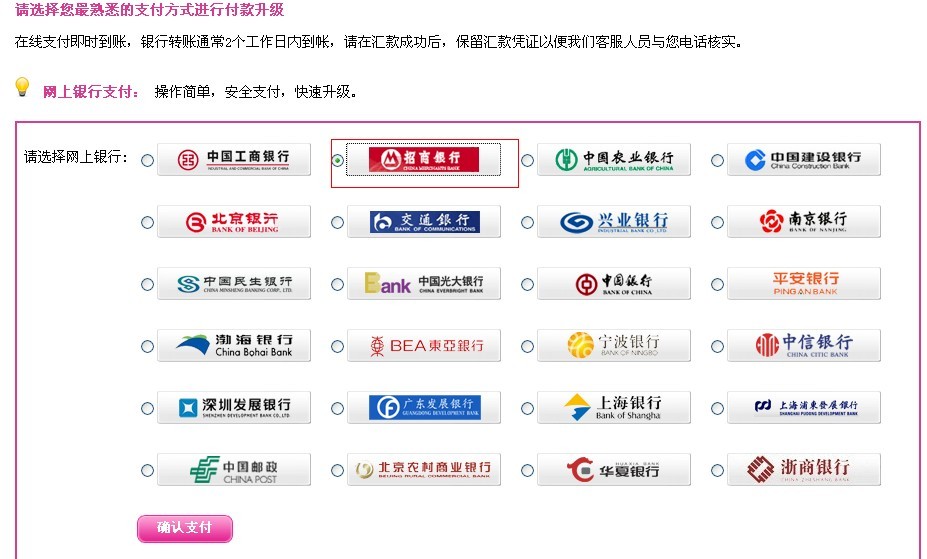 请选择您最熟悉的支付方式进行付款升级
在线支付即时到账，银行转账通常2个工作日内到帐，请在汇款成功后，保留汇款凭证以便我们客服人员与您电话核实。
网上银行支付： 操作简单，安全支付，快速升级。
请选择网上银行： 中国工商银行 招商银行 中国农业银行 中国建设银行
INDUSTRIAL AND COMMERCIAL BANK OF CHINA CHINA MERCHANTS BANK AGRICULTURAL BANK OF CHINA China Construction Bank
北京银行 交通银行 兴业银行 南京银行
BANK OF BEIJING BANK OF COMMUNICATIONS INDUSTRIAL BANK CO.,LTD. BANK OF NANJING
中国民生银行 Bank 中国光大银行 中国银行 平安银行
CHINA MINSHENG BANKING CORP., LTD. CHINA EVERBRIGHT BANK BANK OF CHINA PINGAN BANK
渤海银行 BEA東亞銀行 宁波银行 中信银行
China Bohai Bank BANK OF NINGBO CHINA CITIC BANK
深圳发展银行 广东发展银行 上海银行 上海浦東發展銀行
SHENZHEN DEVELOPMENT BANK CO.,LTD. GUANGDONG DEVELOPMENT BANK Bank of Shanghai SHANGHAI PUDONG DEVELOPMENT BANK
中国邮政 北京农村商业银行 HUAXIA BANK 浙商银行
CHINA POST BEIJING RURAL COMMERCIAL BANK 华夏银行 CHINA ZHESHANG BANK
确认支付